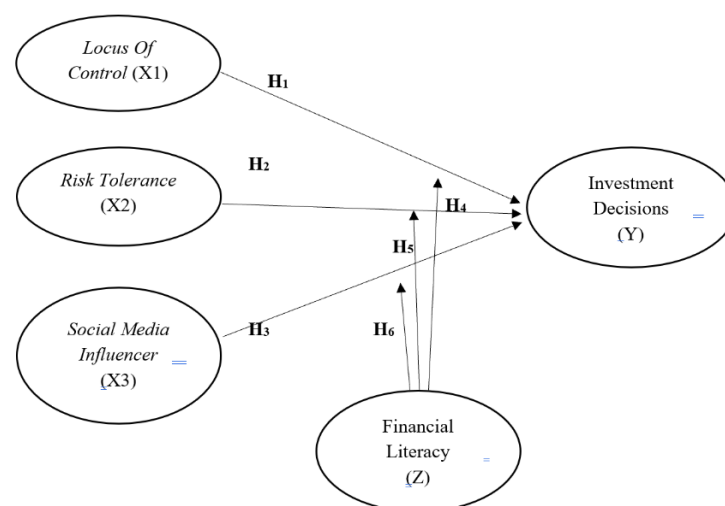 Locus Of
Control (X1)
H1
H2
Risk Tolerance
(X2)
Investment
Decisions
(Y)
H4
H5
Social Media
Influencer
(X3)
H3
H6
Financial
Literacy
(Z)